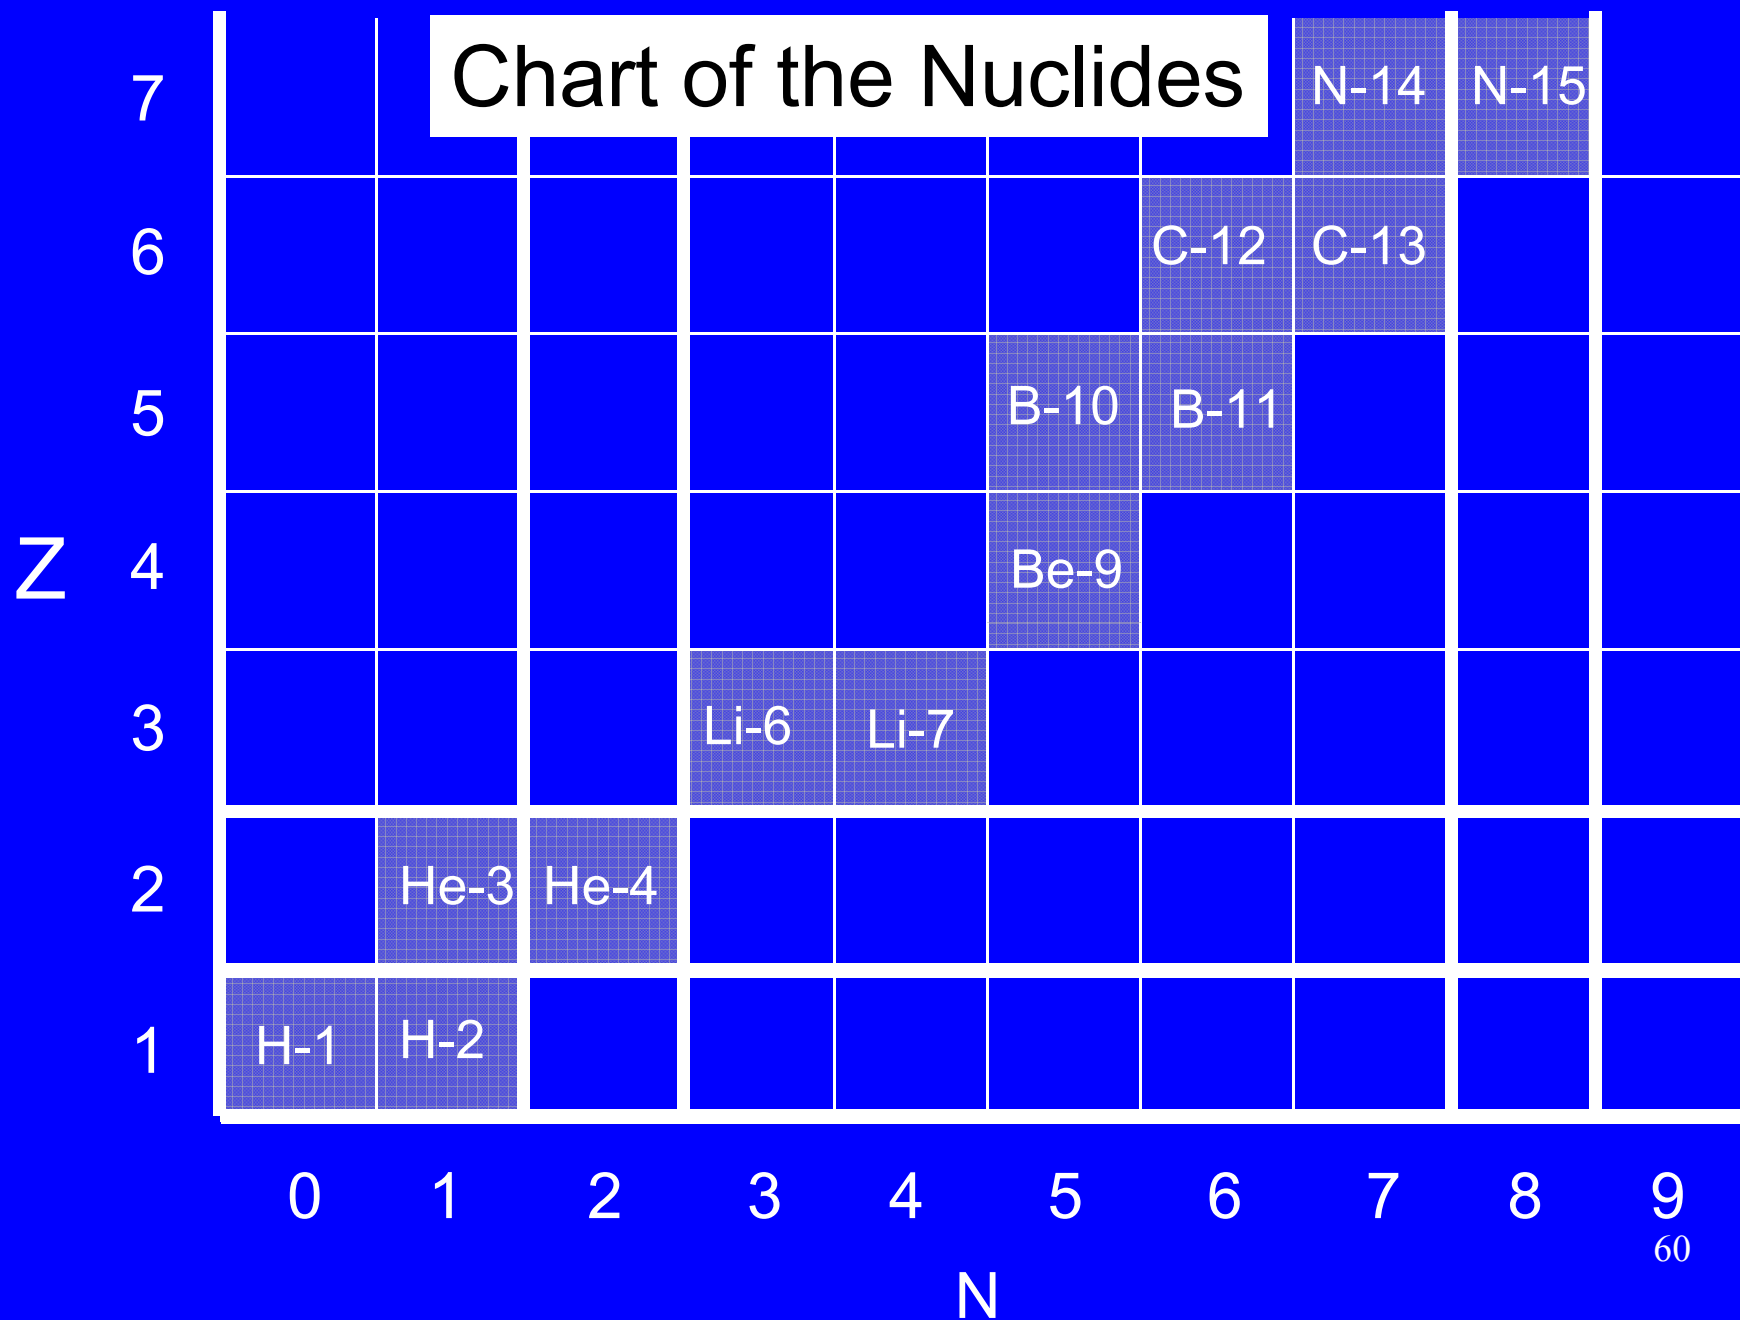 Chart of the Nuclides
7 N-14 N-15
6 C-12 C-13
5 B-10 B-11
Z 4 Be-9
3 Li-6 Li-7
2 He-3 He-4
1 H-1 H-2
0 1 2 3 4 5 6 7 8 9
60
N